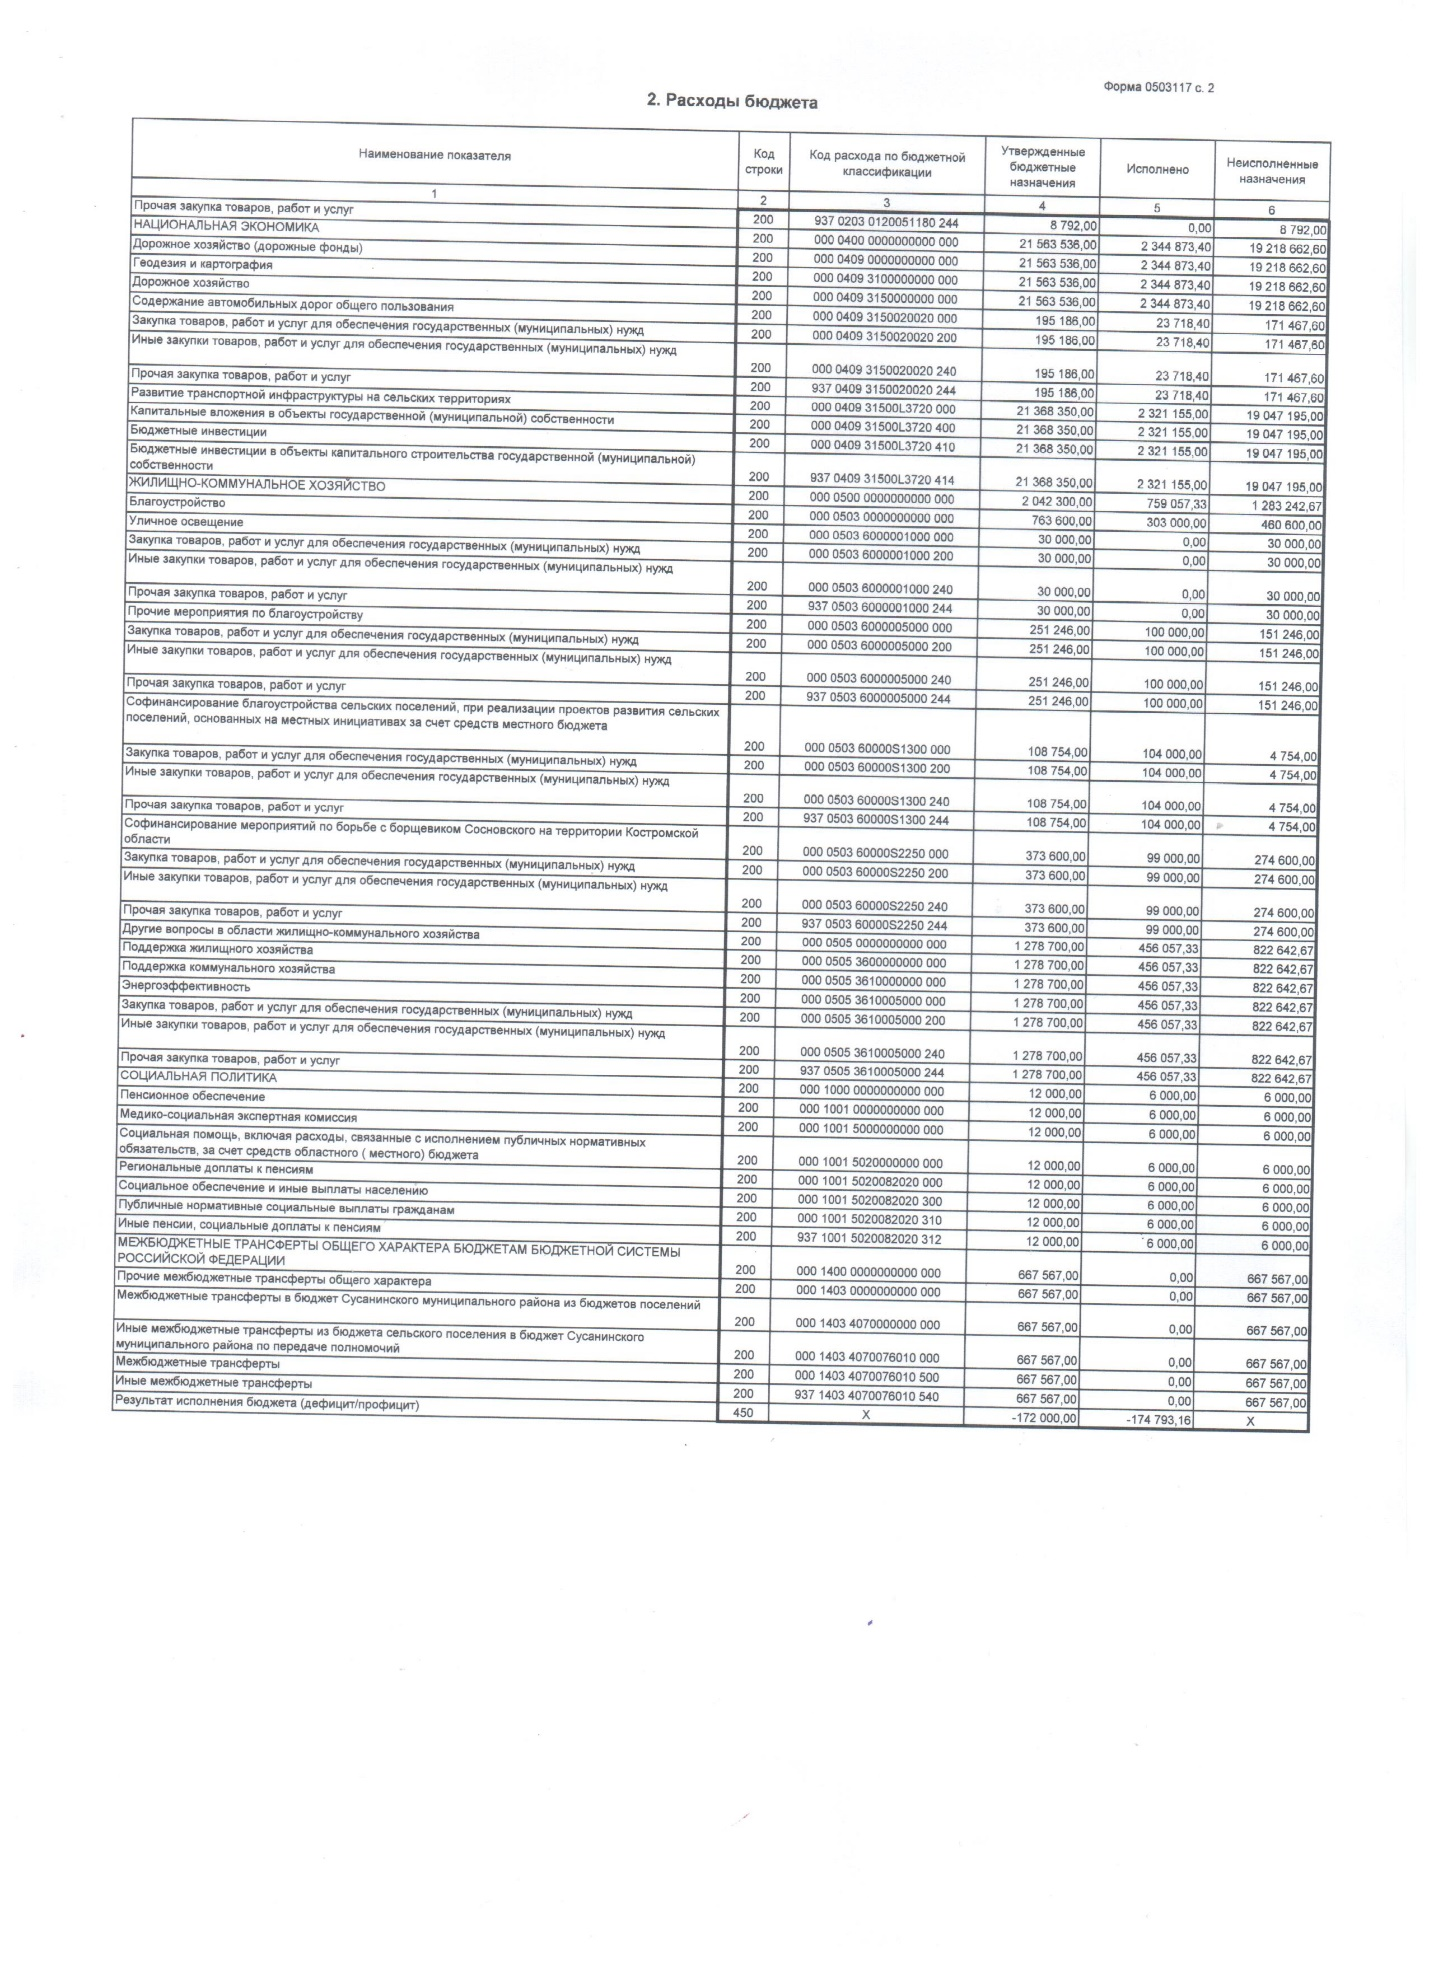 Форма 0503117 с. 2
2. Расходы бюджета
Наименование показателя | Код строки | Код расхода по бюджетной классификации | Утвержденные бюджетные назначения | Исполнено | Неисполненные назначения
1 | 2 | 3 | 4 | 5 | 6
Прочая закупка товаров, работ и услуг | 200 | 937 0203 0120051180 244 | 8 792,00 | 0,00 | 8 792,00
НАЦИОНАЛЬНАЯ ЭКОНОМИКА | 200 | 000 0400 0000000000 000 | 21 563 536,00 | 2 344 873,40 | 19 218 662,60
Дорожное хозяйство (дорожные фонды) | 200 | 000 0409 0000000000 000 | 21 563 536,00 | 2 344 873,40 | 19 218 662,60
Геодезия и картография | 200 | 000 0409 3100000000 000 | 21 563 536,00 | 2 344 873,40 | 19 218 662,60
Дорожное хозяйство | 200 | 000 0409 3150000000 000 | 21 563 536,00 | 2 344 873,40 | 19 218 662,60
Содержание автомобильных дорог общего пользования | 200 | 000 0409 3150020020 000 | 195 186,00 | 23 718,40 | 171 467,60
Закупка товаров, работ и услуг для обеспечения государственных (муниципальных) нужд | 200 | 000 0409 3150020020 200 | 195 186,00 | 23 718,40 | 171 467,60
Иные закупки товаров, работ и услуг для обеспечения государственных (муниципальных) нужд | 200 | 000 0409 3150020020 240 | 195 186,00 | 23 718,40 | 171 467,60
Прочая закупка товаров, работ и услуг | 200 | 937 0409 3150020020 244 | 195 186,00 | 23 718,40 | 171 467,60
Развитие транспортной инфраструктуры на сельских территориях | 200 | 000 0409 31500L3720 000 | 21 368 350,00 | 2 321 155,00 | 19 047 195,00
Капитальные вложения в объекты государственной (муниципальной) собственности | 200 | 000 0409 31500L3720 400 | 21 368 350,00 | 2 321 155,00 | 19 047 195,00
Бюджетные инвестиции | 200 | 000 0409 31500L3720 410 | 21 368 350,00 | 2 321 155,00 | 19 047 195,00
Бюджетные инвестиции в объекты капитального строительства государственной (муниципальной)
собственности | 200 | 937 0409 31500L3720 414 | 21 368 350,00 | 2 321 155,00 | 19 047 195,00
ЖИЛИЩНО-КОММУНАЛЬНОЕ ХОЗЯЙСТВО | 200 | 000 0500 0000000000 000 | 2 042 300,00 | 759 057,33 | 1 283 242,67
Благоустройство | 200 | 000 0503 0000000000 000 | 763 600,00 | 303 000,00 | 460 600,00
Уличное освещение | 200 | 000 0503 6000001000 000 | 30 000,00 | 0,00 | 30 000,00
Закупка товаров, работ и услуг для обеспечения государственных (муниципальных) нужд | 200 | 000 0503 6000001000 200 | 30 000,00 | 0,00 | 30 000,00
Иные закупки товаров, работ и услуг для обеспечения государственных (муниципальных) нужд | 200 | 000 0503 6000001000 240 | 30 000,00 | 0,00 | 30 000,00
Прочая закупка товаров, работ и услуг | 200 | 937 0503 6000001000 244 | 30 000,00 | 0,00 | 30 000,00
Прочие мероприятия по благоустройству | 200 | 000 0503 6000005000 000 | 251 246,00 | 100 000,00 | 151 246,00
Закупка товаров, работ и услуг для обеспечения государственных (муниципальных) нужд | 200 | 000 0503 6000005000 200 | 251 246,00 | 100 000,00 | 151 246,00
Иные закупки товаров, работ и услуг для обеспечения государственных (муниципальных) нужд | 200 | 000 0503 6000005000 240 | 251 246,00 | 100 000,00 | 151 246,00
Прочая закупка товаров, работ и услуг | 200 | 937 0503 6000005000 244 | 251 246,00 | 100 000,00 | 151 246,00
Софинансирование благоустройства сельских поселений, при реализации проектов развития сельских
поселений, основанных на местных инициативах за счет средств местного бюджета | 200 | 000 0503 60000S1300 000 | 108 754,00 | 104 000,00 | 4 754,00
Закупка товаров, работ и услуг для обеспечения государственных (муниципальных) нужд | 200 | 000 0503 60000S1300 200 | 108 754,00 | 104 000,00 | 4 754,00
Иные закупки товаров, работ и услуг для обеспечения государственных (муниципальных) нужд | 200 | 000 0503 60000S1300 240 | 108 754,00 | 104 000,00 | 4 754,00
Прочая закупка товаров, работ и услуг | 200 | 937 0503 60000S1300 244 | 108 754,00 | 104 000,00 | 4 754,00
Софинансирование мероприятий по борьбе с борщевиком Сосновского на территории Костромской
области | 200 | 000 0503 60000S2250 000 | 373 600,00 | 99 000,00 | 274 600,00
Закупка товаров, работ и услуг для обеспечения государственных (муниципальных) нужд | 200 | 000 0503 60000S2250 200 | 373 600,00 | 99 000,00 | 274 600,00
Иные закупки товаров, работ и услуг для обеспечения государственных (муниципальных) нужд | 200 | 000 0503 60000S2250 240 | 373 600,00 | 99 000,00 | 274 600,00
Прочая закупка товаров, работ и услуг | 200 | 937 0503 60000S2250 244 | 373 600,00 | 99 000,00 | 274 600,00
Другие вопросы в области жилищно-коммунального хозяйства | 200 | 000 0505 0000000000 000 | 1 278 700,00 | 456 057,33 | 822 642,67
Поддержка жилищного хозяйства | 200 | 000 0505 3600000000 000 | 1 278 700,00 | 456 057,33 | 822 642,67
Поддержка коммунального хозяйства | 200 | 000 0505 3610000000 000 | 1 278 700,00 | 456 057,33 | 822 642,67
Энергоэффективность | 200 | 000 0505 3610005000 000 | 1 278 700,00 | 456 057,33 | 822 642,67
Закупка товаров, работ и услуг для обеспечения государственных (муниципальных) нужд | 200 | 000 0505 3610005000 200 | 1 278 700,00 | 456 057,33 | 822 642,67
Иные закупки товаров, работ и услуг для обеспечения государственных (муниципальных) нужд | 200 | 000 0505 3610005000 240 | 1 278 700,00 | 456 057,33 | 822 642,67
Прочая закупка товаров, работ и услуг | 200 | 937 0505 3610005000 244 | 1 278 700,00 | 456 057,33 | 822 642,67
СОЦИАЛЬНАЯ ПОЛИТИКА | 200 | 000 1000 0000000000 000 | 12 000,00 | 6 000,00 | 6 000,00
Пенсионное обеспечение | 200 | 000 1001 0000000000 000 | 12 000,00 | 6 000,00 | 6 000,00
Медико-социальная экспертная комиссия | 200 | 000 1001 5000000000 000 | 12 000,00 | 6 000,00 | 6 000,00
Социальная помощь, включая расходы, связанные с исполнением публичных нормативных
обязательств, за счет средств областного ( местного) бюджета | 200 | 000 1001 5020000000 000 | 12 000,00 | 6 000,00 | 6 000,00
Региональные доплаты к пенсиям | 200 | 000 1001 5020082020 000 | 12 000,00 | 6 000,00 | 6 000,00
Социальное обеспечение и иные выплаты населению | 200 | 000 1001 5020082020 300 | 12 000,00 | 6 000,00 | 6 000,00
Публичные нормативные социальные выплаты гражданам | 200 | 000 1001 5020082020 310 | 12 000,00 | 6 000,00 | 6 000,00
Иные пенсии, социальные доплаты к пенсиям | 200 | 937 1001 5020082020 312 | 12 000,00 | 6 000,00 | 6 000,00
МЕЖБЮДЖЕТНЫЕ ТРАНСФЕРТЫ ОБЩЕГО ХАРАКТЕРА БЮДЖЕТАМ БЮДЖЕТНОЙ СИСТЕМЫ
РОССИЙСКОЙ ФЕДЕРАЦИИ | 200 | 000 1400 0000000000 000 | 667 567,00 | 0,00 | 667 567,00
Прочие межбюджетные трансферты общего характера | 200 | 000 1403 0000000000 000 | 667 567,00 | 0,00 | 667 567,00
Межбюджетные трансферты в бюджет Сусанинского муниципального района из бюджетов поселений | 200 | 000 1403 4070000000 000 | 667 567,00 | 0,00 | 667 567,00
Иные межбюджетные трансферты из бюджета сельского поселения в бюджет Сусанинского
муниципального района по передаче полномочий | 200 | 000 1403 4070076010 000 | 667 567,00 | 0,00 | 667 567,00
Межбюджетные трансферты | 200 | 000 1403 4070076010 500 | 667 567,00 | 0,00 | 667 567,00
Иные межбюджетные трансферты | 200 | 937 1403 4070076010 540 | 667 567,00 | 0,00 | 667 567,00
Результат исполнения бюджета (дефицит/профицит) | 450 | X | -172 000,00 | -174 793,16 | X